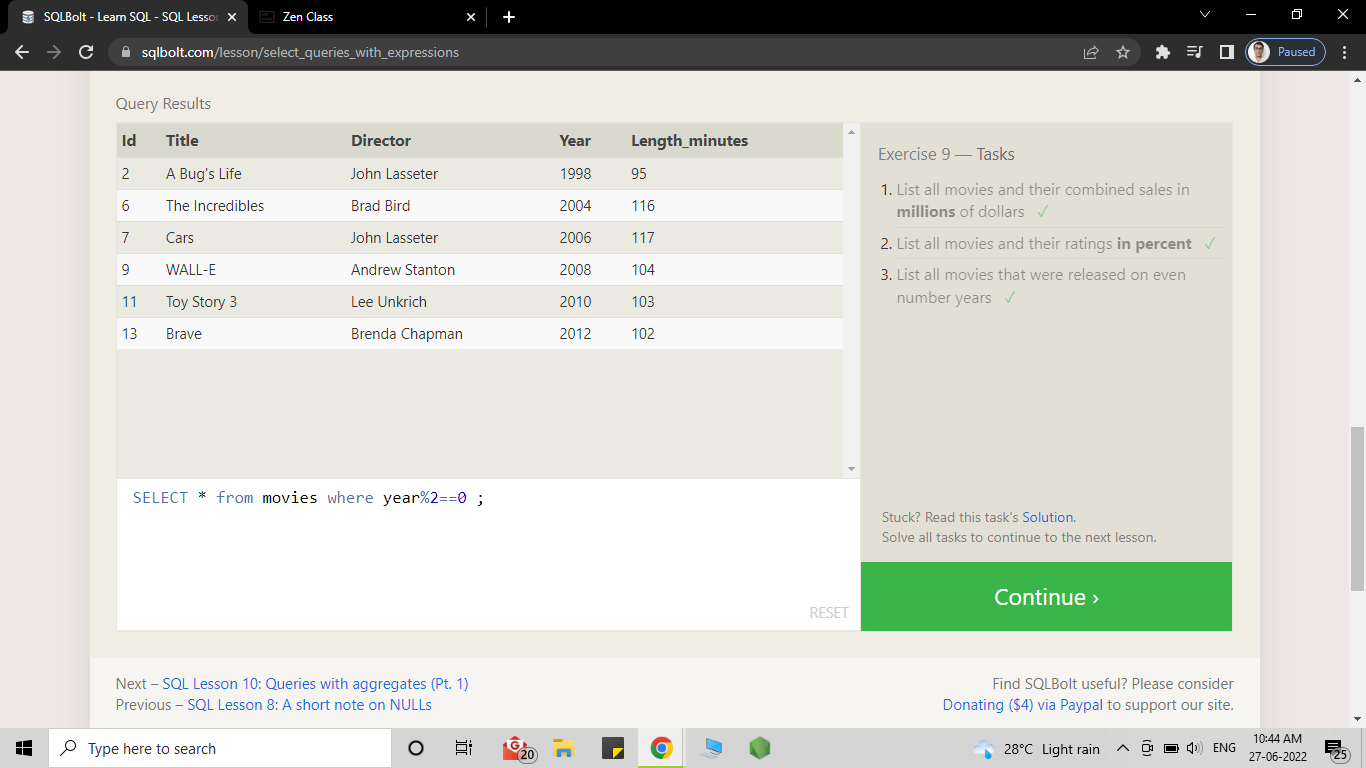 SQLBolt - Learn SQL - SQL Lesson
Zen Class
sqlbolt.com/lesson/select_queries_with_expressions
Paused
Query Results
Id Title Director Year Length_minutes
2 A Bug's Life John Lasseter 1998 95
6 The Incredibles Brad Bird 2004 116
7 Cars John Lasseter 2006 117
9 WALL-E Andrew Stanton 2008 104
11 Toy Story 3 Lee Unkrich 2010 103
13 Brave Brenda Chapman 2012 102
Exercise 9 — Tasks
1. List all movies and their combined sales in
millions of dollars ✓
2. List all movies and their ratings in percent ✓
3. List all movies that were released on even
number years ✓
SELECT * from movies where year%2==0 ;
RESET
Stuck? Read this task's Solution.
Solve all tasks to continue to the next lesson.
Continue ›
Next – SQL Lesson 10: Queries with aggregates (Pt. 1)
Previous – SQL Lesson 8: A short note on NULLs
Find SQLBolt useful? Please consider
Donating ($4) via Paypal to support our site.
Type here to search
G 20
28°C Light rain
ENG
10:44 AM
27-06-2022
25